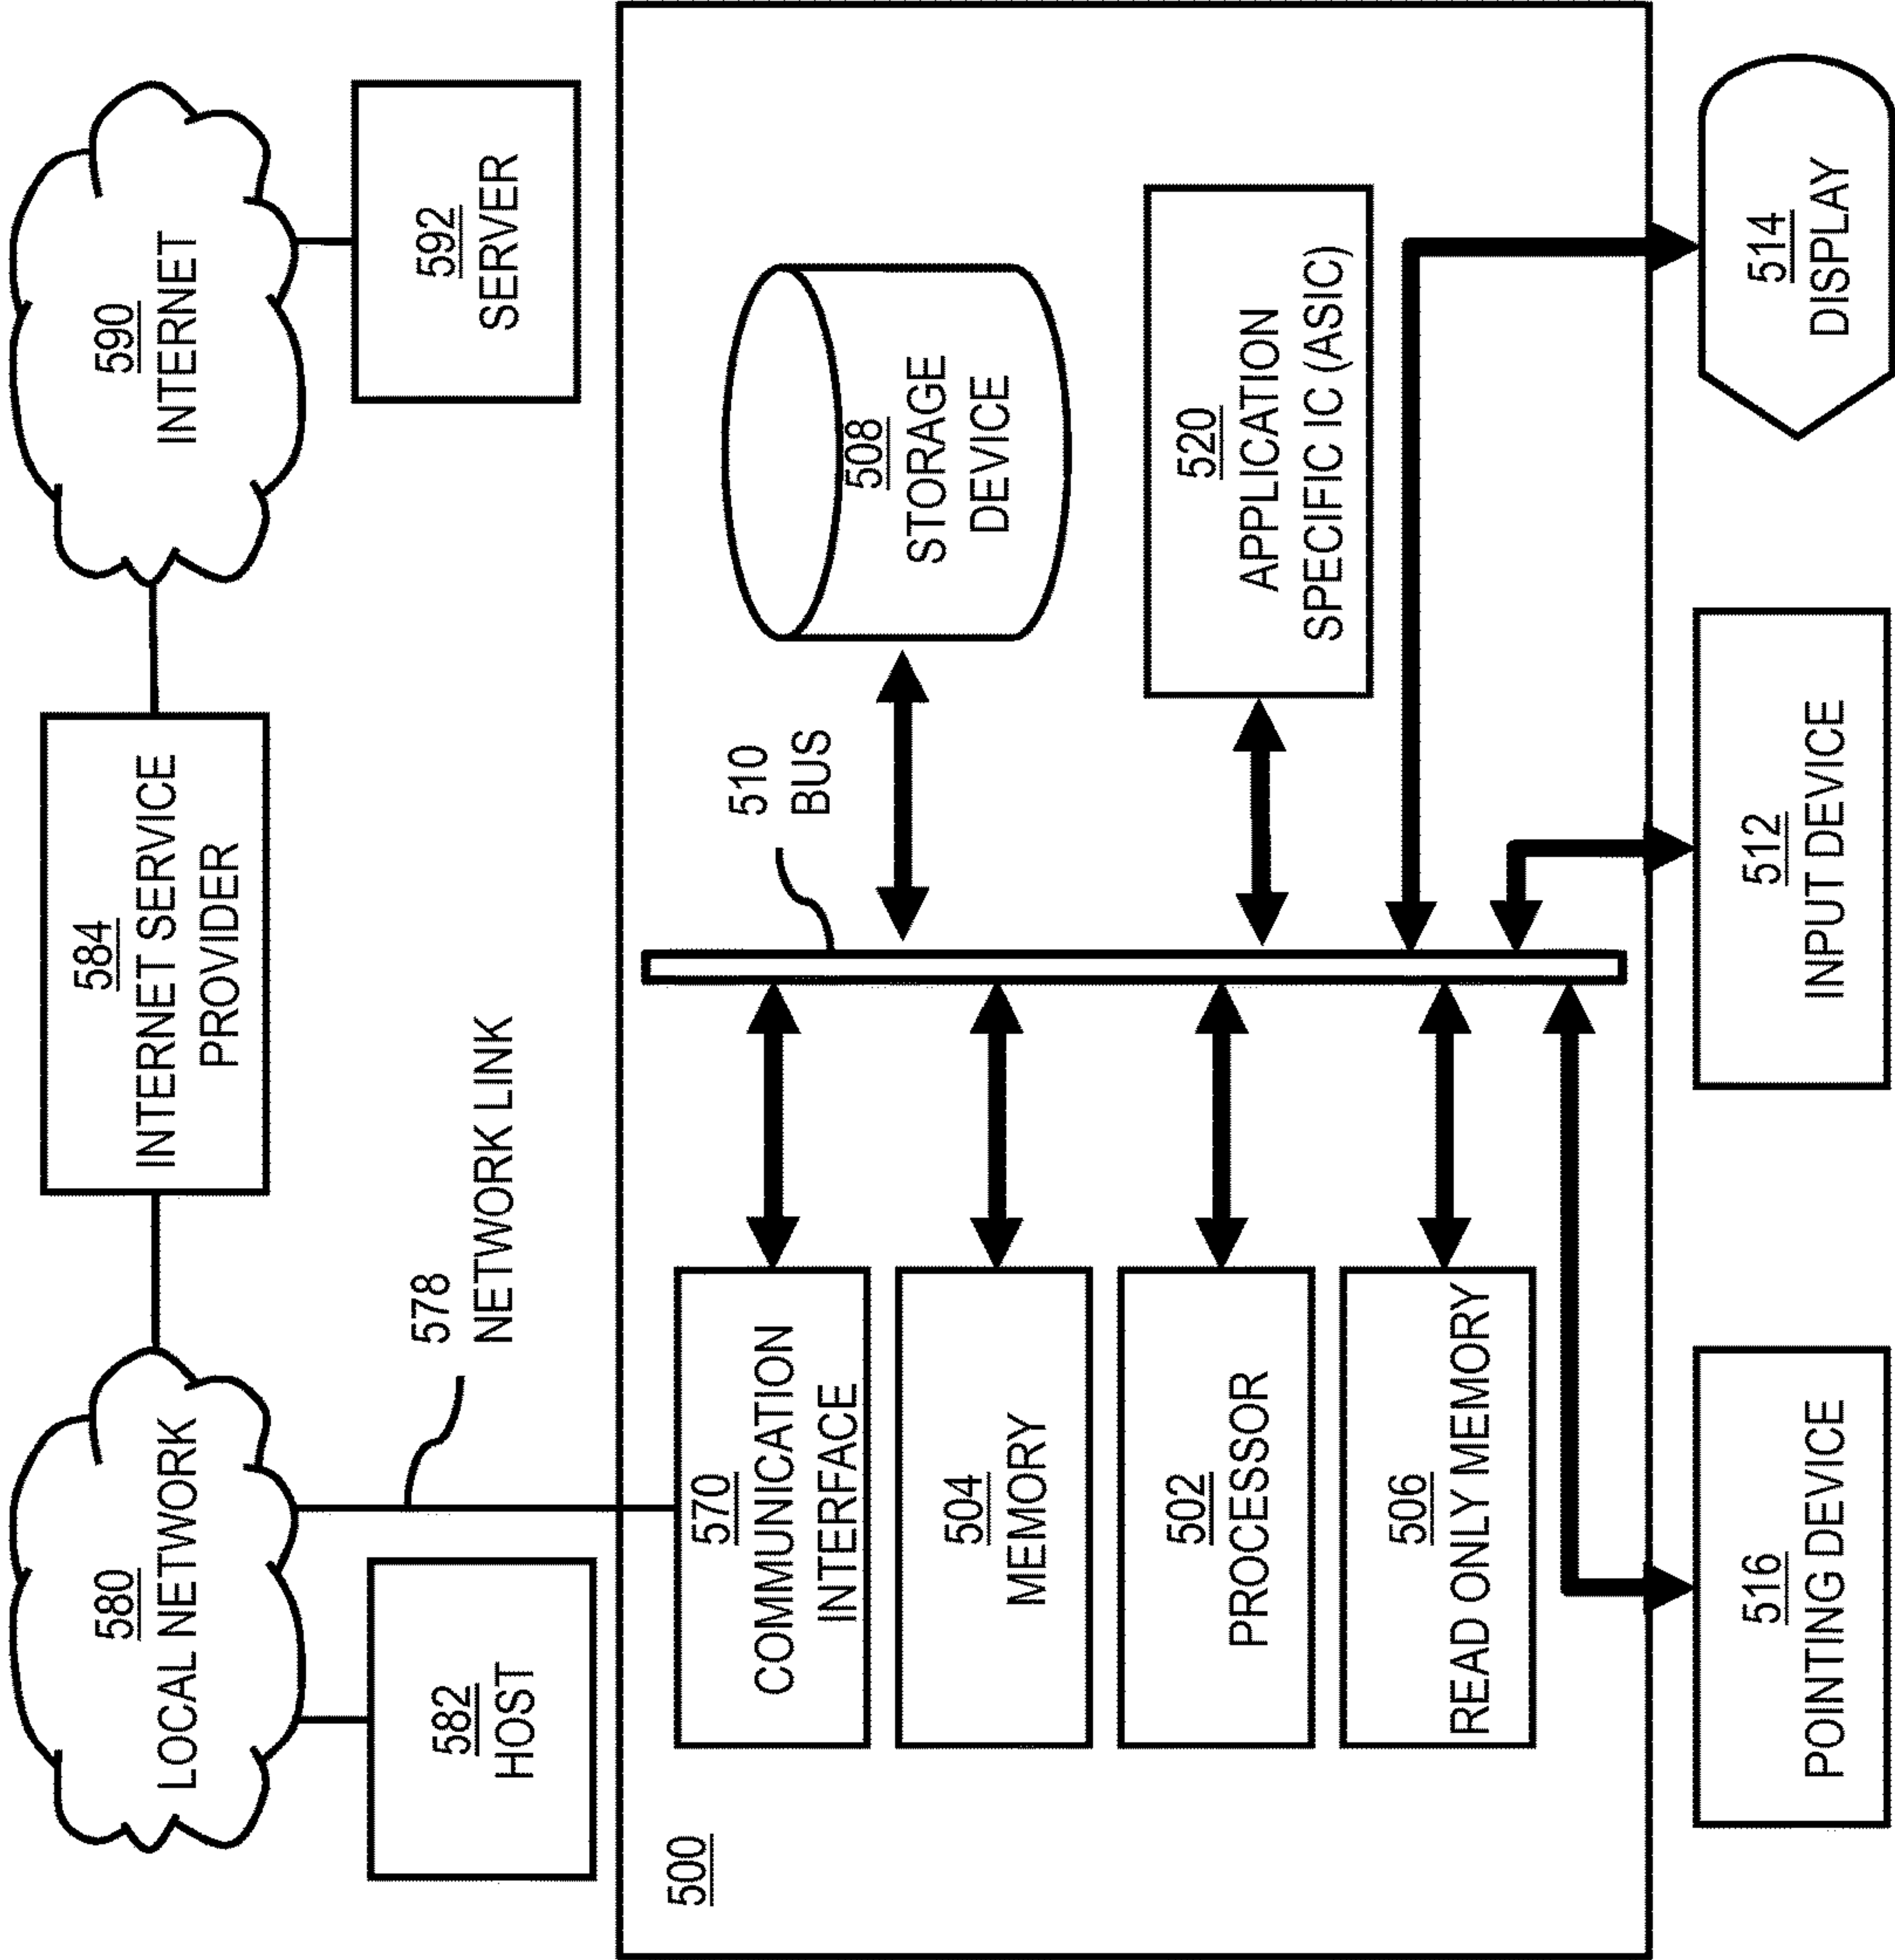 580
LOCAL NETWORK
584
INTERNET SERVICE
PROVIDER
590
INTERNET
582
HOST
578
NETWORK LINK
592
SERVER
500
570
COMMUNICATION
INTERFACE
504
MEMORY
502
PROCESSOR
506
READ ONLY MEMORY
510
BUS
508
STORAGE
DEVICE
520
APPLICATION
SPECIFIC IC (ASIC)
516
POINTING DEVICE
512
INPUT DEVICE
514
DISPLAY